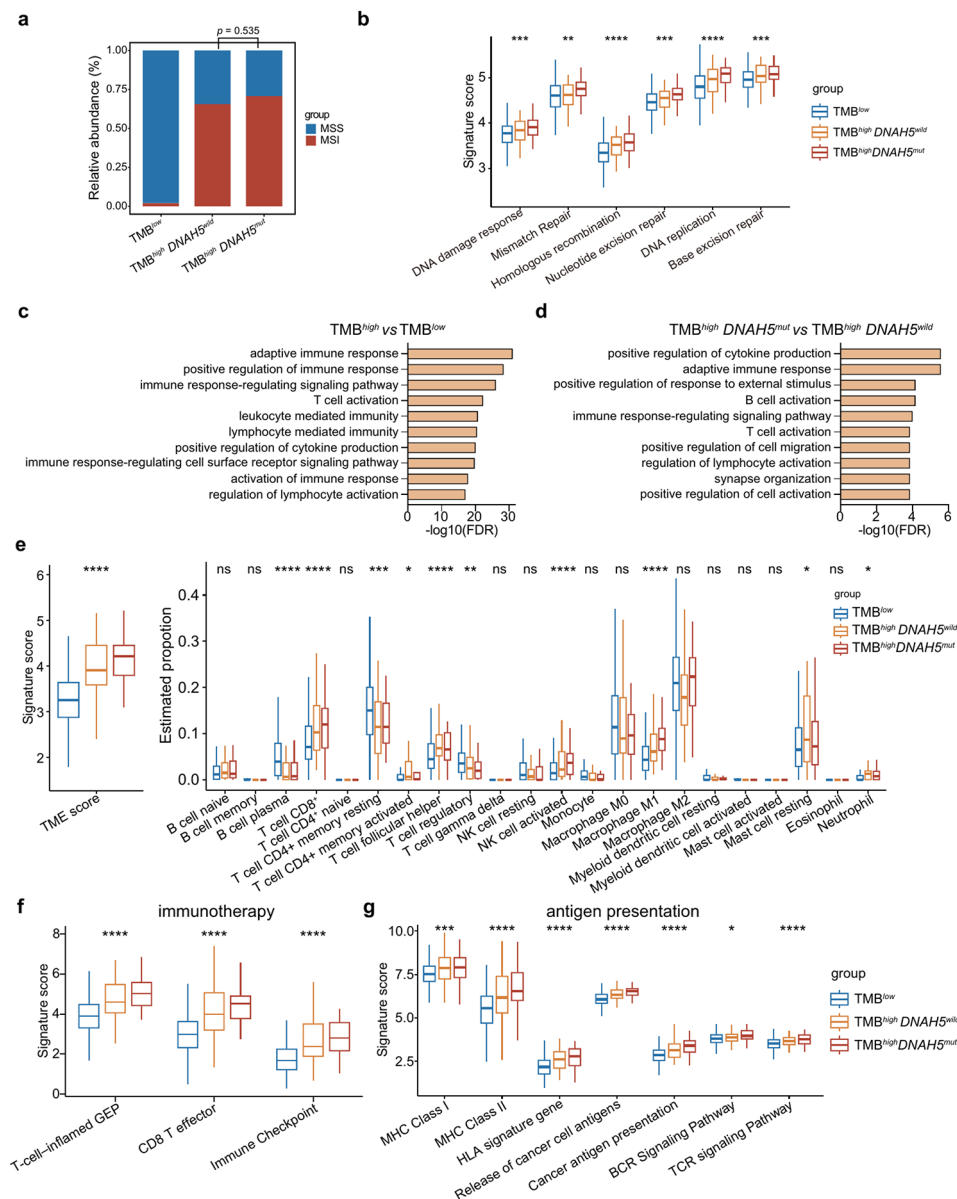 a
p = 0.535
Relative abundance (%)
1.00
0.75
0.50
0.25
0.00
group
MSS
MSI
TMBlow
TMBhigh DNAH5wild
TMBhigh DNAH5mut
b
*** ** **** *** **** ***
Signature score
5
4
3
group
TMBlow
TMBhigh DNAH5wild
TMBhighDNAH5mut
DNA damage response
Mismatch Repair
Homologous recombination
Nucleotide excision repair
DNA replication
Base excision repair
c
TMBhigh vs TMBlow
adaptive immune response
positive regulation of immune response
immune response-regulating signaling pathway
T cell activation
leukocyte mediated immunity
lymphocyte mediated immunity
positive regulation of cytokine production
immune response-regulating cell surface receptor signaling pathway
activation of immune response
regulation of lymphocyte activation
0 10 20 30
-log10(FDR)
d
TMBhigh DNAH5mut vs TMBhigh DNAH5wild
positive regulation of cytokine production
adaptive immune response
positive regulation of response to external stimulus
B cell activation
immune response-regulating signaling pathway
T cell activation
positive regulation of cell migration
regulation of lymphocyte activation
synapse organization
positive regulation of cell activation
0 2 4 6
-log10(FDR)
e
****
Signature score
6
5
4
3
2
TME score
ns ns **** **** ns *** * **** ** ns ns **** ns ns **** ns ns ns ns * ns *
Estimated propotion
0.4
0.3
0.2
0.1
0.0
group
TMBlow
TMBhigh DNAH5wild
TMBhighDNAH5mut
B cell naive
B cell memory
B cell plasma
T cell CD8+
T cell CD4+ naive
T cell CD4+ memory resting
T cell CD4+ memory activated
T cell follicular helper
T cell regulatory
T cell gamma delta
NK cell resting
NK cell activated
Monocyte
Macrophage M0
Macrophage M1
Macrophage M2
Myeloid dendritic cell resting
Myeloid dendritic cell activated
Mast cell activated
Mast cell resting
Eosinophil
Neutrophil
f
immunotherapy
**** **** ****
Signature score
8
6
4
2
0
T-cell–inflamed GEP
CD8 T effector
Immune Checkpoint
g
antigen presentation
*** **** **** **** **** * ****
Signature score
10.0
7.5
5.0
2.5
group
TMBlow
TMBhigh DNAH5wild
TMBhighDNAH5mut
MHC Class I
MHC Class II
HLA signature gene
Release of cancer cell antigens
Cancer antigen presentation
BCR Signaling Pathway
TCR signaling Pathway